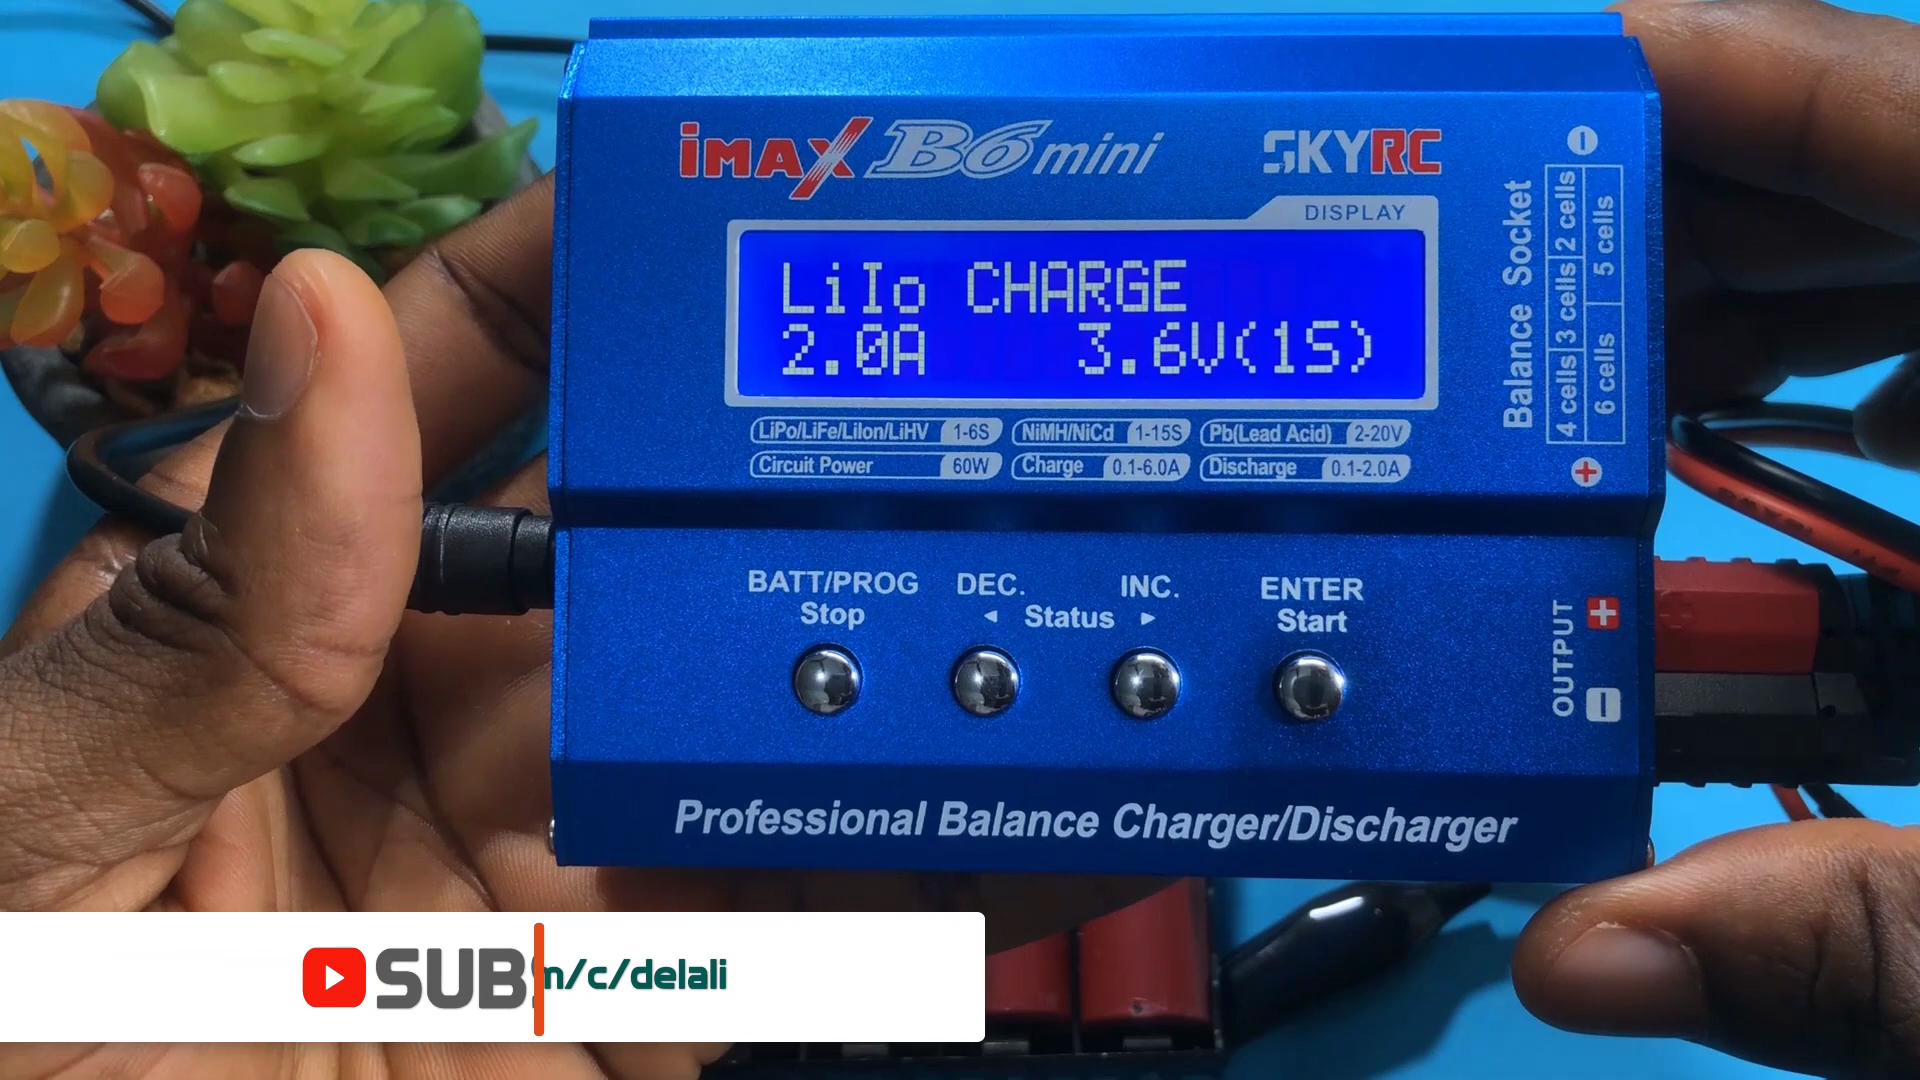 iMAX B6 mini SKYRC
DISPLAY
LiIo CHARGE
2.0A 3.6V(1S)
LiPo/LiFe/LiIon/LiHV 1-6S NiMH/NiCd 1-15S Pb(Lead Acid) 2-20V
Circuit Power 60W Charge 0.1-6.0A Discharge 0.1-2.0A
Balance Socket
4 cells 3 cells 2 cells
6 cells 5 cells
BATT/PROG DEC. INC. ENTER
Stop ◄ Status ► Start
OUTPUT
Professional Balance Charger/Discharger
SUB
m/c/delali